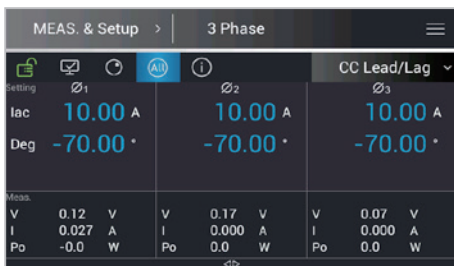 MEAS. & Setup > 3 Phase
All i CC Lead/Lag
Setting Ø1 Ø2 Ø3
Iac 10.00 A 10.00 A 10.00 A
Deg -70.00 ° -70.00 ° -70.00 °
Meas.
V 0.12 V V 0.17 V V 0.07 V
I 0.027 A I 0.000 A I 0.000 A
Po -0.0 W Po 0.0 W Po 0.0 W